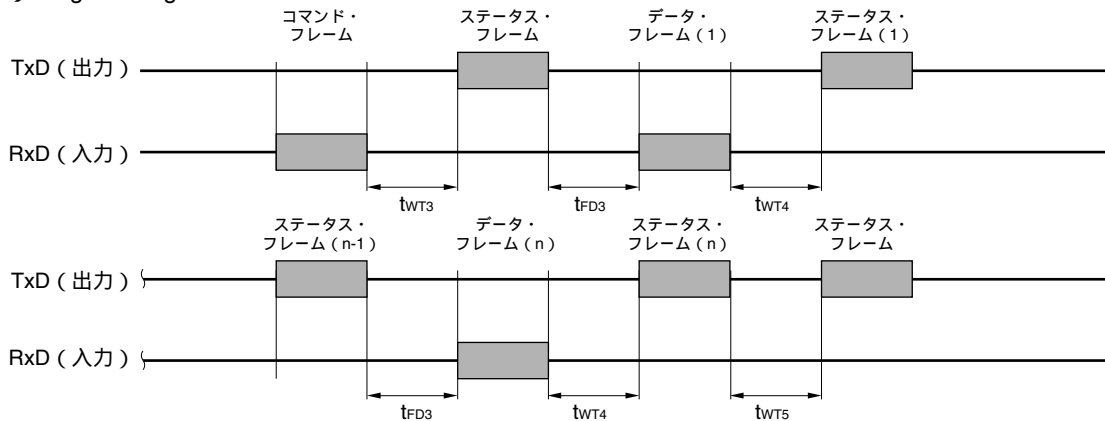 コマンド・
フレーム
ステータス・
フレーム
データ・
フレーム（1）
ステータス・
フレーム（1）
TxD（出力）
RxD（入力）
tWT3
tFD3
tWT4
ステータス・
フレーム（n-1）
データ・
フレーム（n）
ステータス・
フレーム（n）
ステータス・
フレーム
TxD（出力）
RxD（入力）
tFD3
tWT4
tWT5